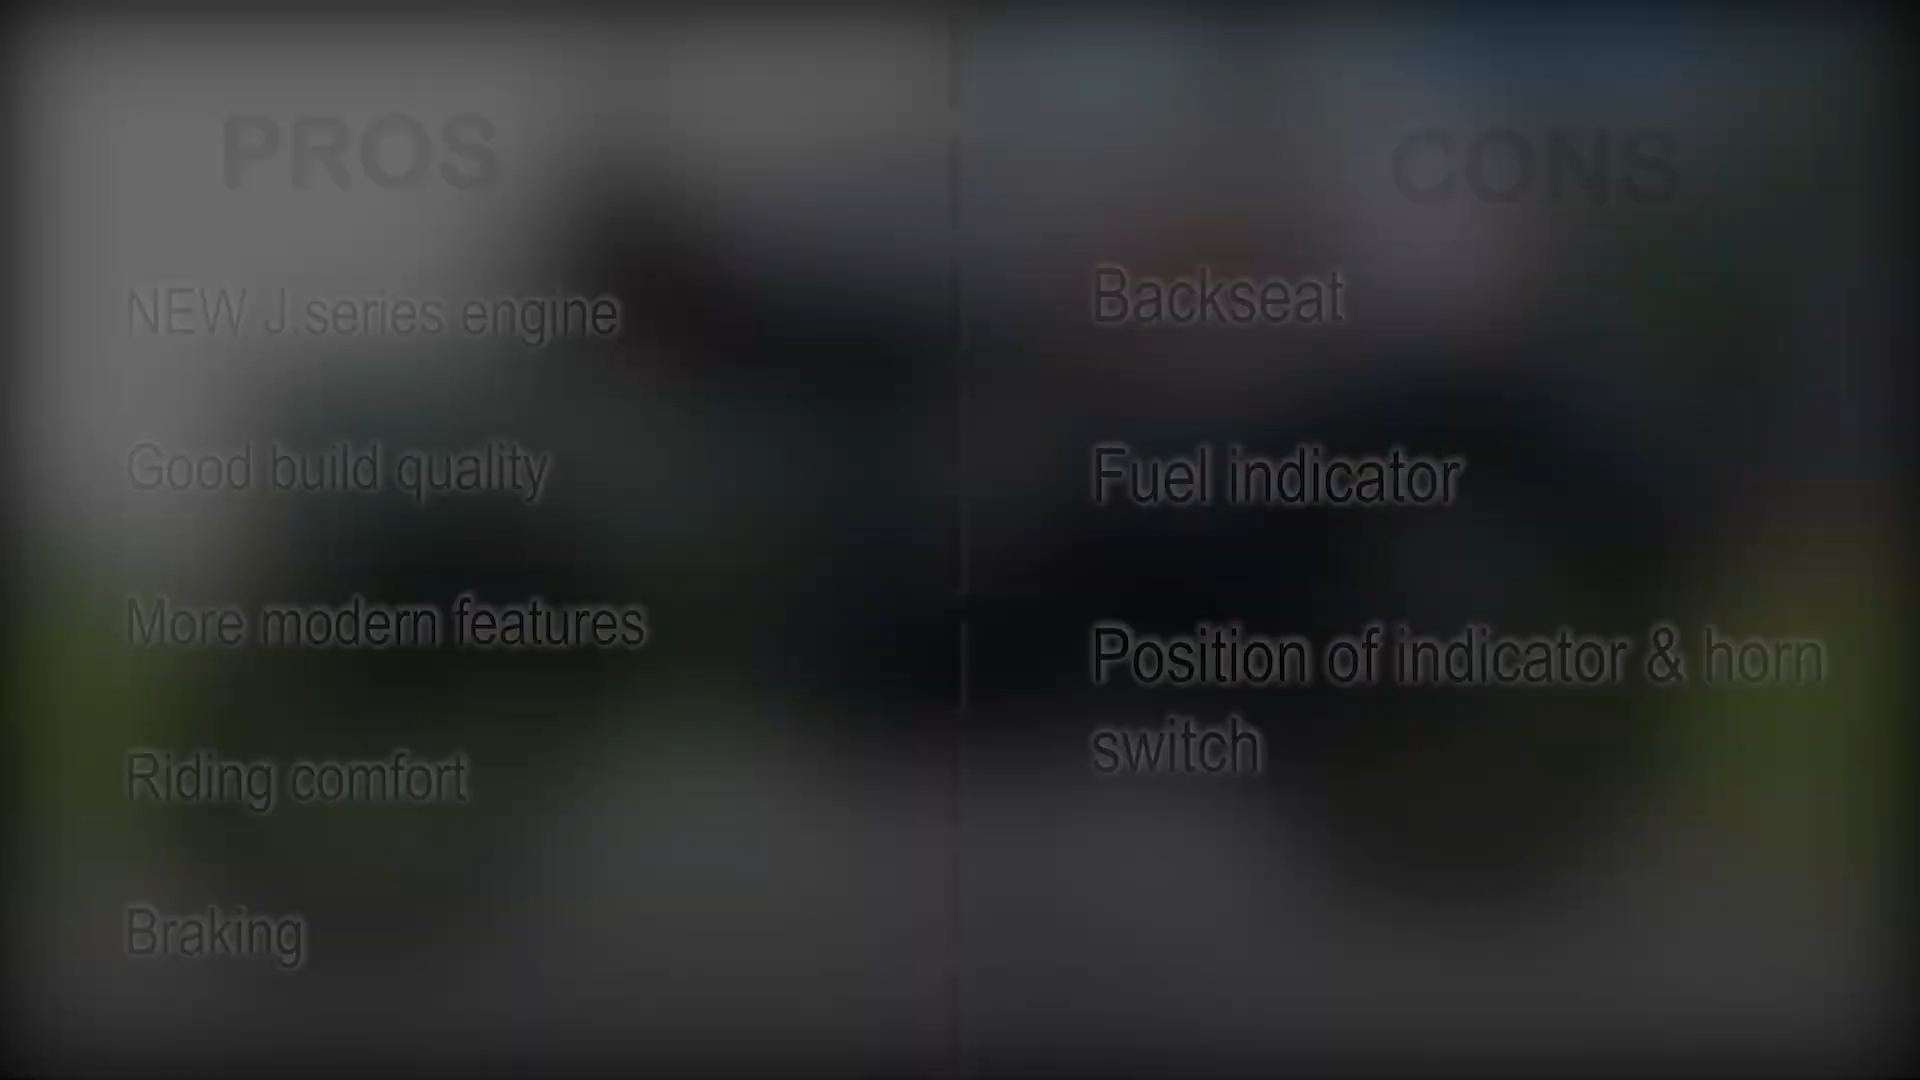 PROS
NEW J.series engine
Good build quality
More modern features
Riding comfort
Braking
CONS
Backseat
Fuel indicator
Position of indicator & horn
switch